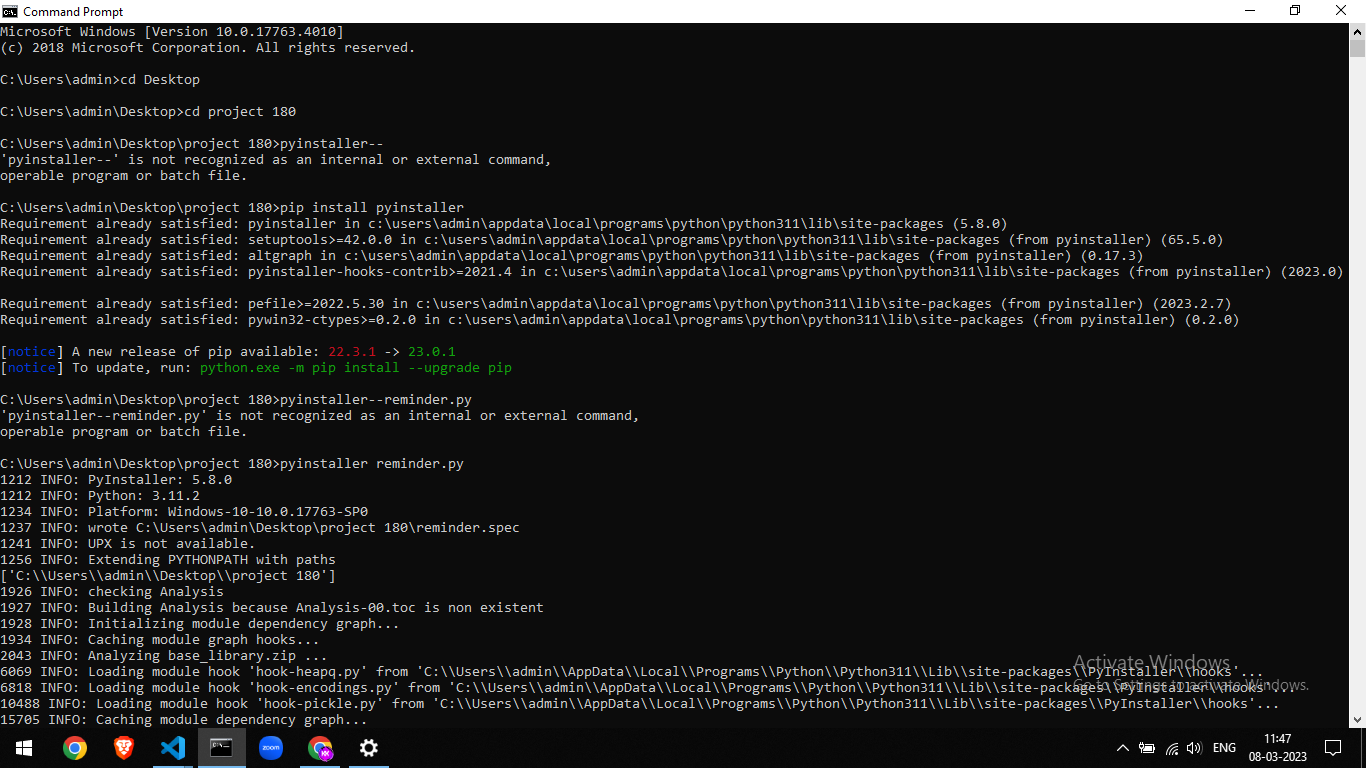 Command Prompt
Microsoft Windows [Version 10.0.17763.4010]
(c) 2018 Microsoft Corporation. All rights reserved.
C:\Users\admin>cd Desktop
C:\Users\admin\Desktop>cd project 180
C:\Users\admin\Desktop\project 180>pyinstaller--
'pyinstaller--' is not recognized as an internal or external command,
operable program or batch file.
C:\Users\admin\Desktop\project 180>pip install pyinstaller
Requirement already satisfied: pyinstaller in c:\users\admin\appdata\local\programs\python\python311\lib\site-packages (5.8.0)
Requirement already satisfied: setuptools>=42.0.0 in c:\users\admin\appdata\local\programs\python\python311\lib\site-packages (from pyinstaller) (65.5.0)
Requirement already satisfied: altgraph in c:\users\admin\appdata\local\programs\python\python311\lib\site-packages (from pyinstaller) (0.17.3)
Requirement already satisfied: pyinstaller-hooks-contrib>=2021.4 in c:\users\admin\appdata\local\programs\python\python311\lib\site-packages (from pyinstaller) (2023.0)
Requirement already satisfied: pefile>=2022.5.30 in c:\users\admin\appdata\local\programs\python\python311\lib\site-packages (from pyinstaller) (2023.2.7)
Requirement already satisfied: pywin32-ctypes>=0.2.0 in c:\users\admin\appdata\local\programs\python\python311\lib\site-packages (from pyinstaller) (0.2.0)
[notice] A new release of pip available: 22.3.1 -> 23.0.1
[notice] To update, run: python.exe -m pip install --upgrade pip
C:\Users\admin\Desktop\project 180>pyinstaller--reminder.py
'pyinstaller--reminder.py' is not recognized as an internal or external command,
operable program or batch file.
C:\Users\admin\Desktop\project 180>pyinstaller reminder.py
1212 INFO: PyInstaller: 5.8.0
1212 INFO: Python: 3.11.2
1234 INFO: Platform: Windows-10-10.0.17763-SP0
1237 INFO: wrote C:\Users\admin\Desktop\project 180\reminder.spec
1241 INFO: UPX is not available.
1256 INFO: Extending PYTHONPATH with paths
['C:\\Users\\admin\\Desktop\\project 180']
1926 INFO: checking Analysis
1927 INFO: Building Analysis because Analysis-00.toc is non existent
1928 INFO: Initializing module dependency graph...
1934 INFO: Caching module graph hooks...
2043 INFO: Analyzing base_library.zip ...
6069 INFO: Loading module hook 'hook-heapq.py' from 'C:\\Users\\admin\\AppData\\Local\\Programs\\Python\\Python311\\Lib\\site-packages\\PyInstaller\\hooks'...
6818 INFO: Loading module hook 'hook-encodings.py' from 'C:\\Users\\admin\\AppData\\Local\\Programs\\Python\\Python311\\Lib\\site-packages\\PyInstaller\\hooks'...
10488 INFO: Loading module hook 'hook-pickle.py' from 'C:\\Users\\admin\\AppData\\Local\\Programs\\Python\\Python311\\Lib\\site-packages\\PyInstaller\\hooks'...
15705 INFO: Caching module dependency graph...
Activate Windows
Go to Settings to activate Windows.
zoom
KK
ENG
11:47
08-03-2023